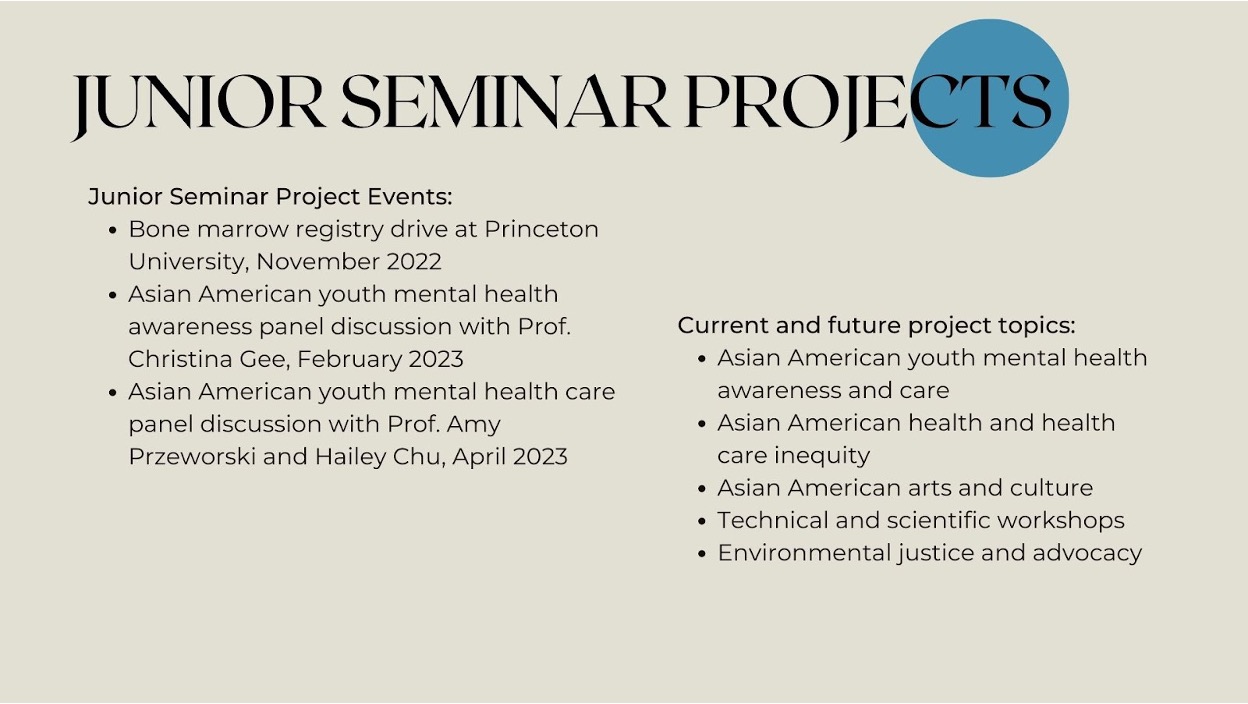 JUNIOR SEMINAR PROJECTS
Junior Seminar Project Events:
• Bone marrow registry drive at Princeton
University, November 2022
• Asian American youth mental health
awareness panel discussion with Prof.
Christina Gee, February 2023
• Asian American youth mental health care
panel discussion with Prof. Amy
Przeworski and Hailey Chu, April 2023
Current and future project topics:
• Asian American youth mental health
awareness and care
• Asian American health and health
care inequity
• Asian American arts and culture
• Technical and scientific workshops
• Environmental justice and advocacy